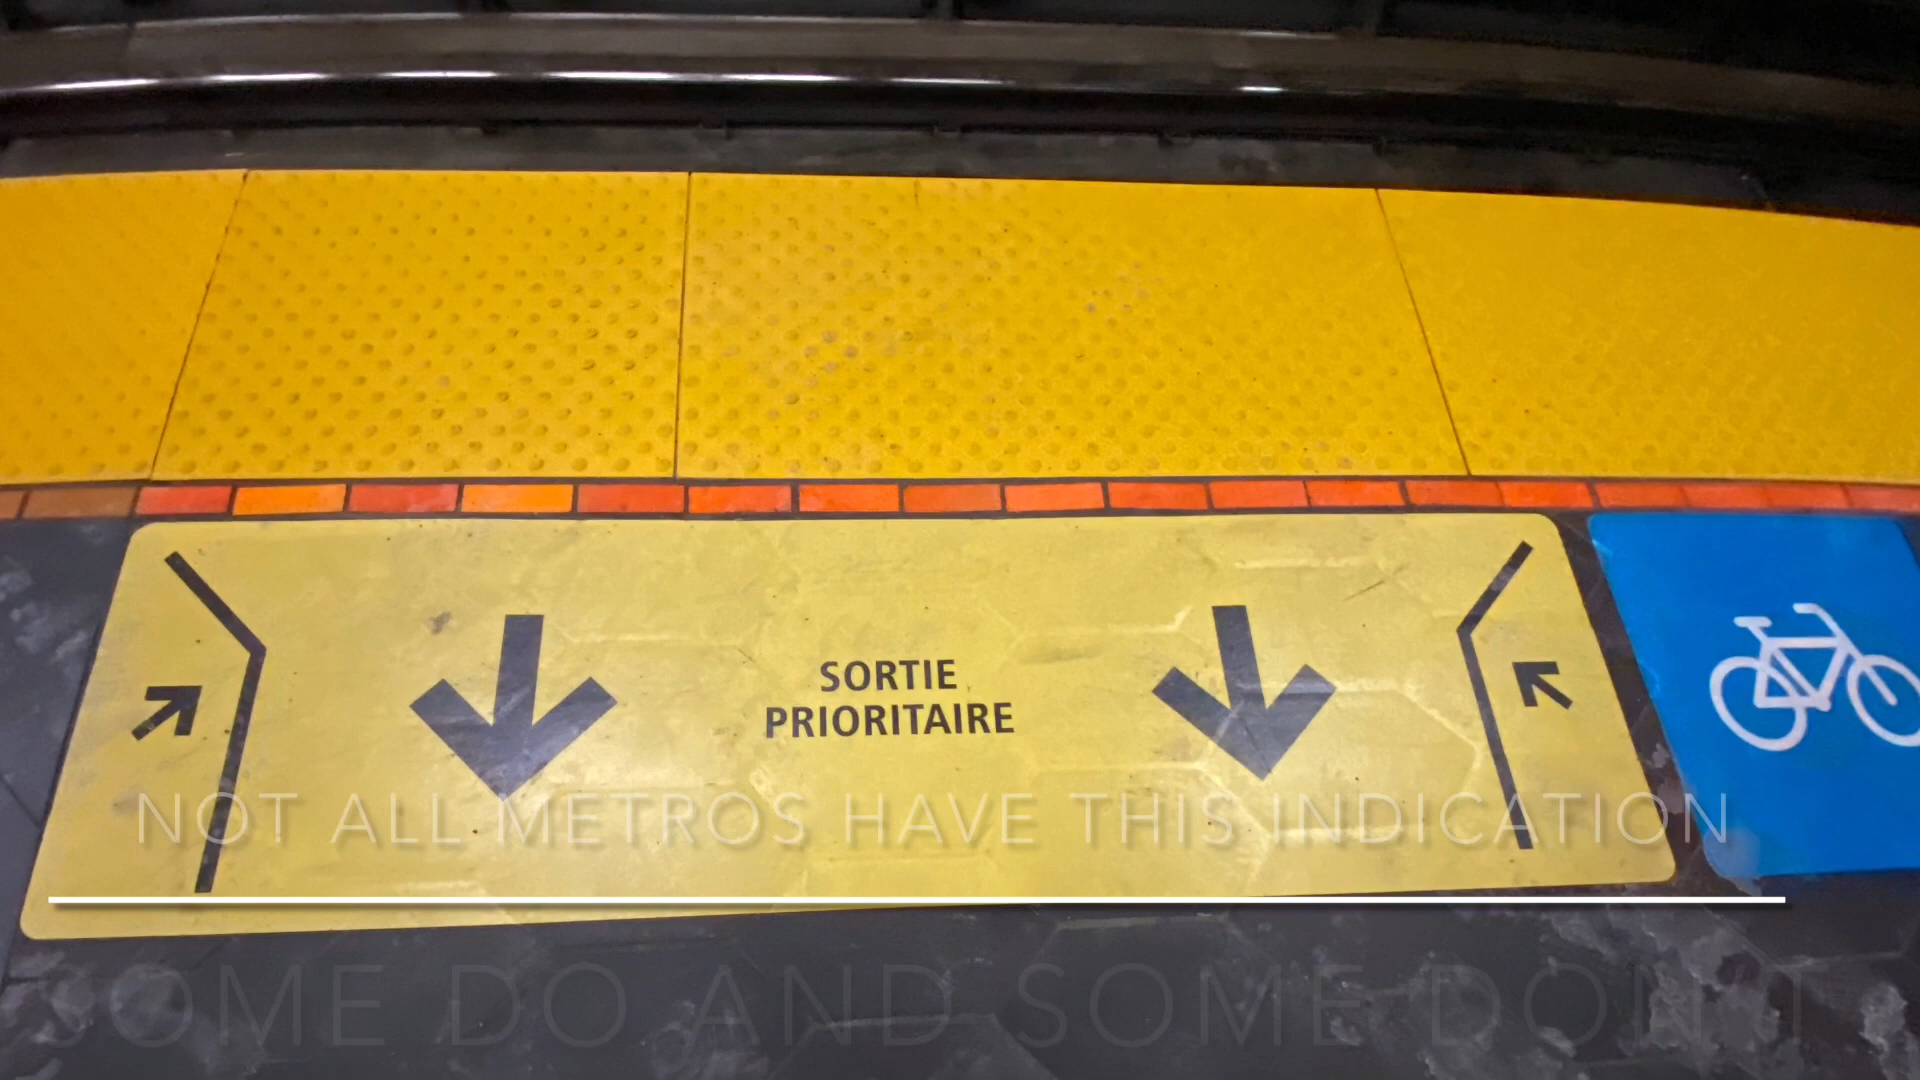 SORTIE
PRIORITAIRE
NOT ALL METROS HAVE THIS INDICATION
SOME DO AND SOME DON'T